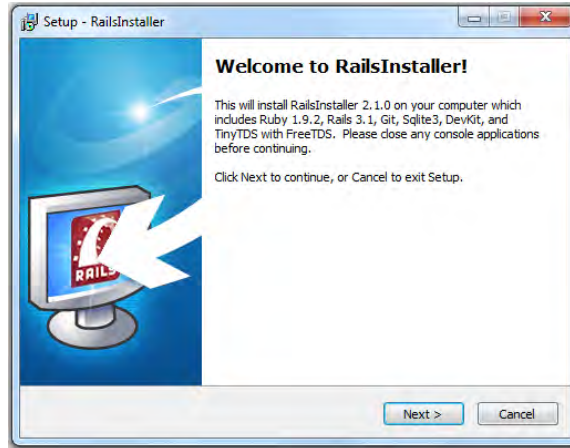 Setup - RailsInstaller
Welcome to RailsInstaller!
This will install RailsInstaller 2.1.0 on your computer which
includes Ruby 1.9.2, Rails 3.1, Git, Sqlite3, DevKit, and
TinyTDS with FreeTDS. Please close any console applications
before continuing.
Click Next to continue, or Cancel to exit Setup.
RAILS
Next >
Cancel